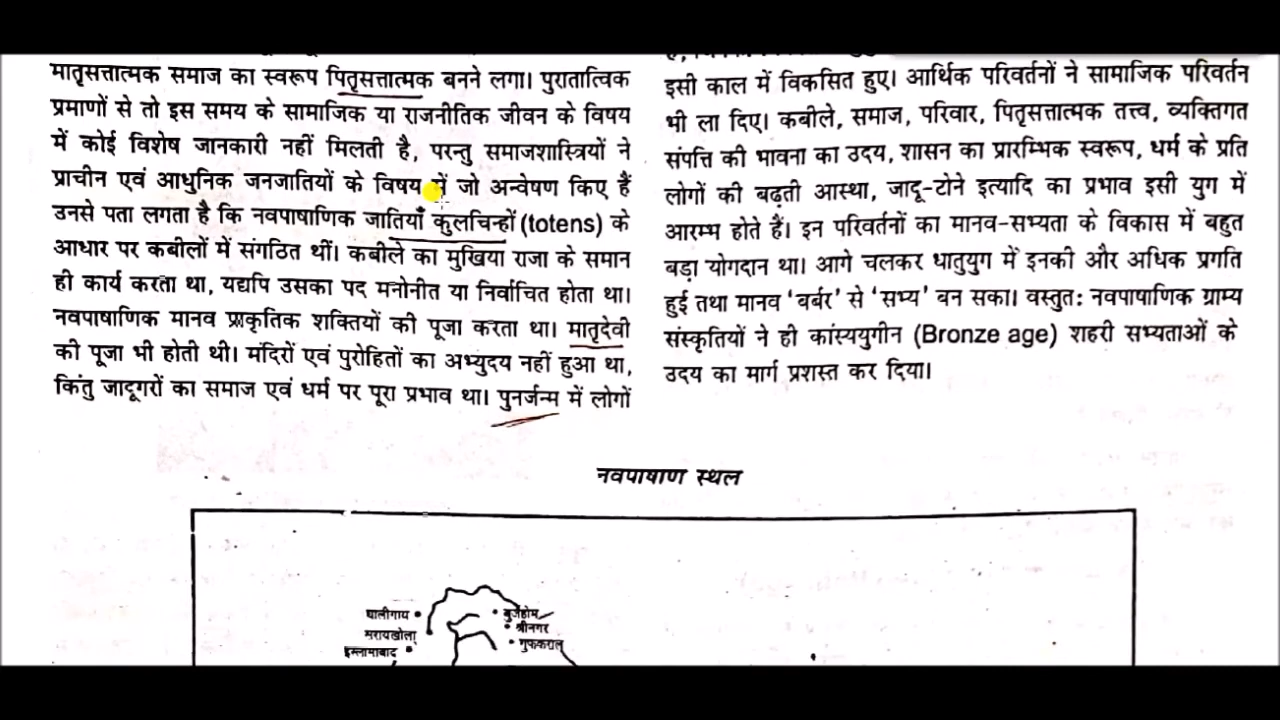 मातृसत्तात्मक समाज का स्वरूप पितृसत्तात्मक बनने लगा। पुरातात्विक
प्रमाणों से तो इस समय के सामाजिक या राजनीतिक जीवन के विषय
में कोई विशेष जानकारी नहीं मिलती है, परन्तु समाजशास्त्रियों ने
प्राचीन एवं आधुनिक जनजातियों के विषय में जो अन्वेषण किए हैं
उनसे पता लगता है कि नवपाषाणिक जातियाँ कुलचिन्हों (totens) के
आधार पर कबीलों में संगठित थीं। कबीले का मुखिया राजा के समान
ही कार्य करता था, यद्यपि उसका पद मनोनीत या निर्वाचित होता था।
नवपाषाणिक मानव प्राकृतिक शक्तियों की पूजा करता था। मातृदेवी
की पूजा भी होती थी। मंदिरों एवं पुरोहितों का अभ्युदय नहीं हुआ था,
किंतु जादूगरों का समाज एवं धर्म पर पूरा प्रभाव था। पुनर्जन्म में लोगों
इसी काल में विकसित हुए। आर्थिक परिवर्तनों ने सामाजिक परिवर्तन
भी ला दिए। कबीले, समाज, परिवार, पितृसत्तात्मक तत्त्व, व्यक्तिगत
संपत्ति की भावना का उदय, शासन का प्रारम्भिक स्वरूप, धर्म के प्रति
लोगों की बढ़ती आस्था, जादू-टोने इत्यादि का प्रभाव इसी युग में
आरम्भ होते हैं। इन परिवर्तनों का मानव-सभ्यता के विकास में बहुत
बड़ा योगदान था। आगे चलकर धातुयुग में इनकी और अधिक प्रगति
हुई तथा मानव 'बर्बर' से 'सभ्य' बन सका। वस्तुतः नवपाषाणिक ग्राम्य
संस्कृतियों ने ही कांस्ययुगीन (Bronze age) शहरी सभ्यताओं के
उदय का मार्ग प्रशस्त कर दिया।
नवपाषाण स्थल
घालीगाय
बुर्जहोम
श्रीनगर
सरायखोला
गुफकराल
इस्लामाबाद